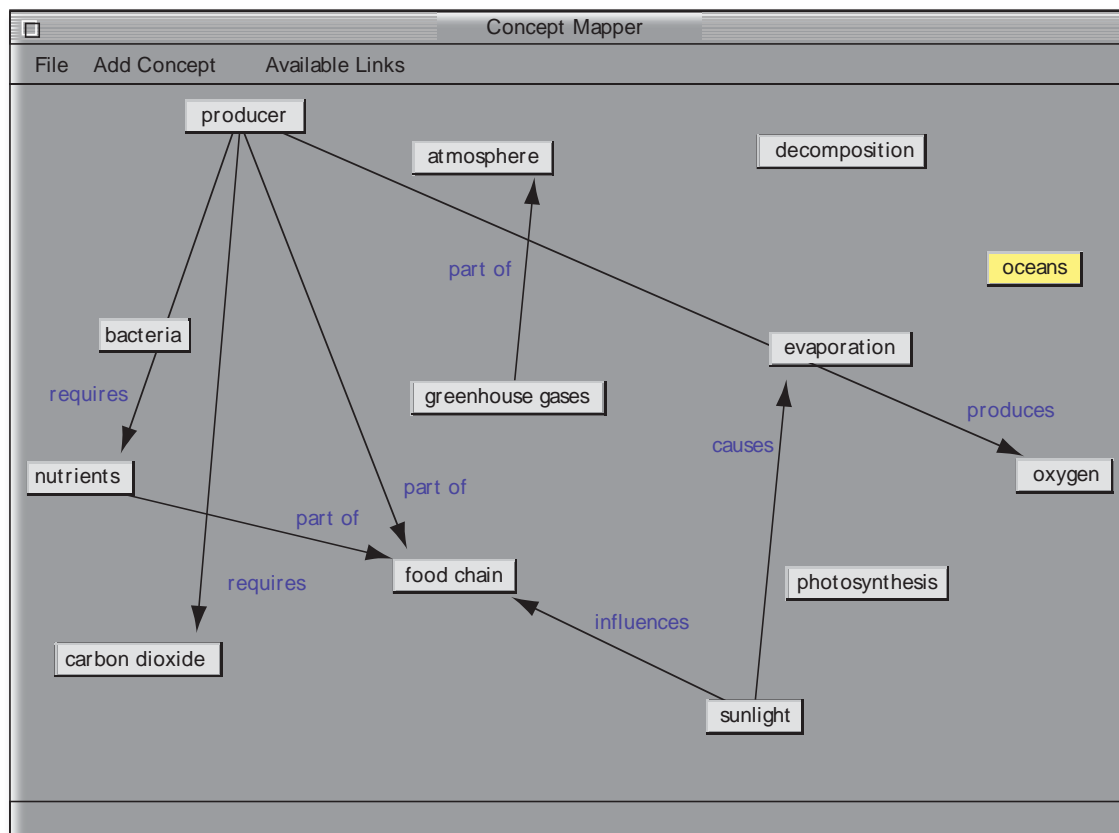 Concept Mapper
File Add Concept Available Links
producer
atmosphere
decomposition
part of
oceans
bacteria
evaporation
requires
greenhouse gases
produces
causes
nutrients
oxygen
part of
part of
food chain
requires
photosynthesis
influences
carbon dioxide
sunlight